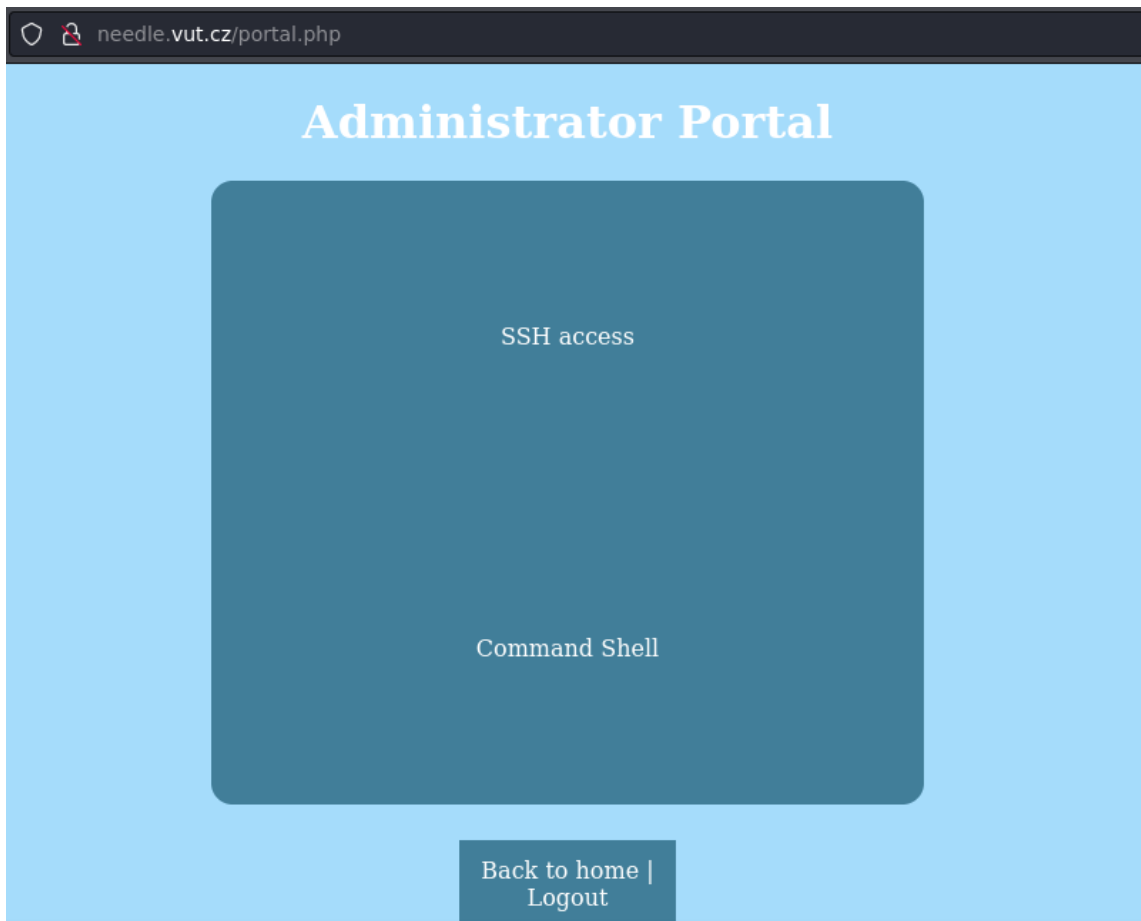 needle.vut.cz/portal.php
Administrator Portal
SSH access
Command Shell
Back to home |
Logout